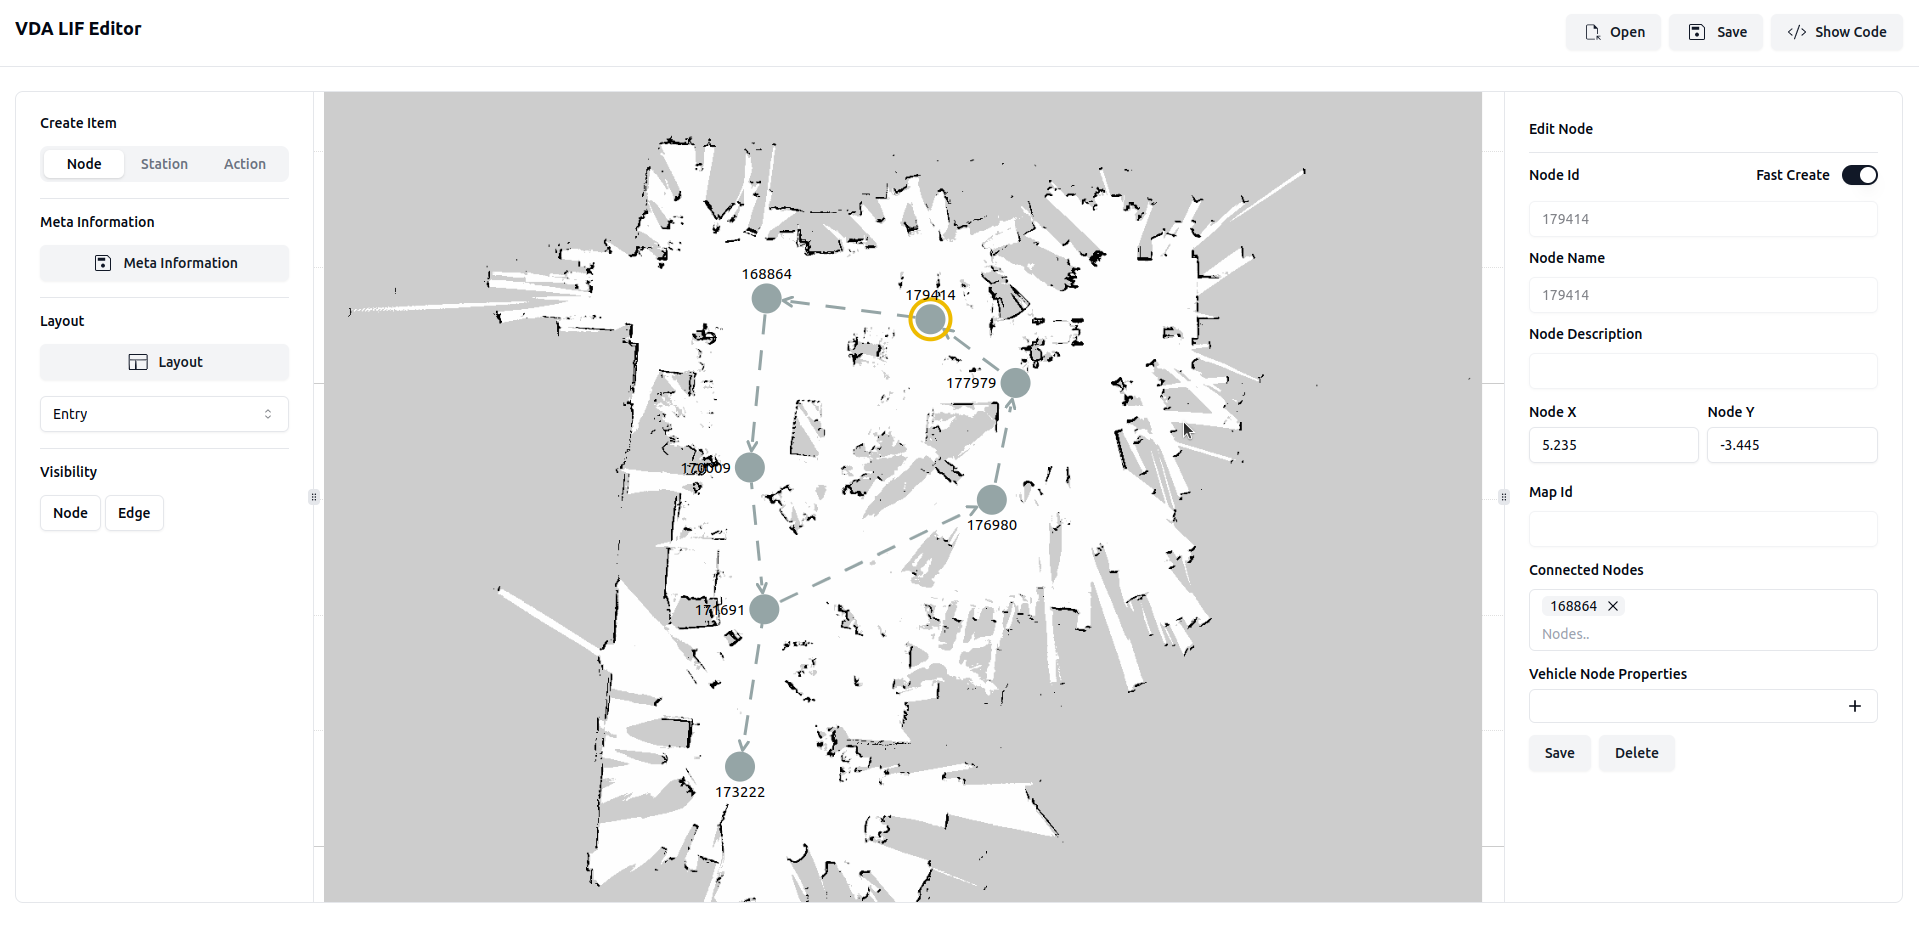 VDA LIF Editor
Open
Save
Show Code
Create Item
Node
Station
Action
Meta Information
Meta Information
Layout
Layout
Entry
Visibility
Node
Edge
168864
179414
177979
170009
176980
171691
173222
Edit Node
Node Id
Fast Create
179414
Node Name
179414
Node Description
Node X
Node Y
5.235
-3.445
Map Id
Connected Nodes
168864
Nodes..
Vehicle Node Properties
Save
Delete